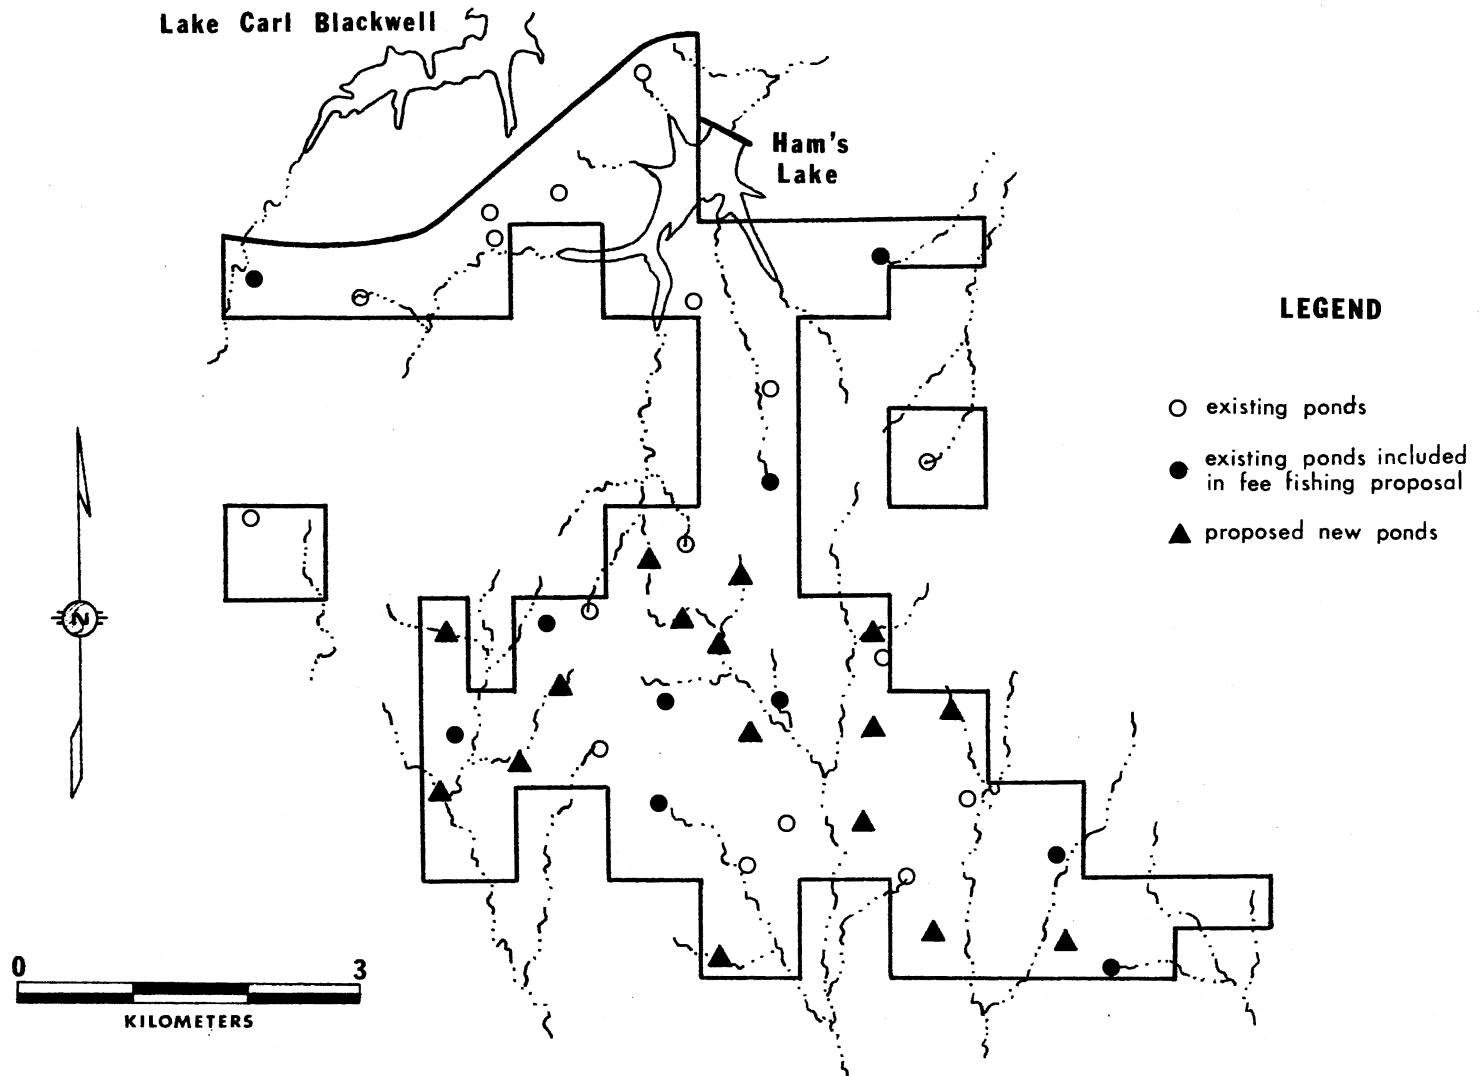 Lake Carl Blackwell
Ham's
Lake
LEGEND
existing ponds
existing ponds included
in fee fishing proposal
proposed new ponds
N
0 3
KILOMETERS